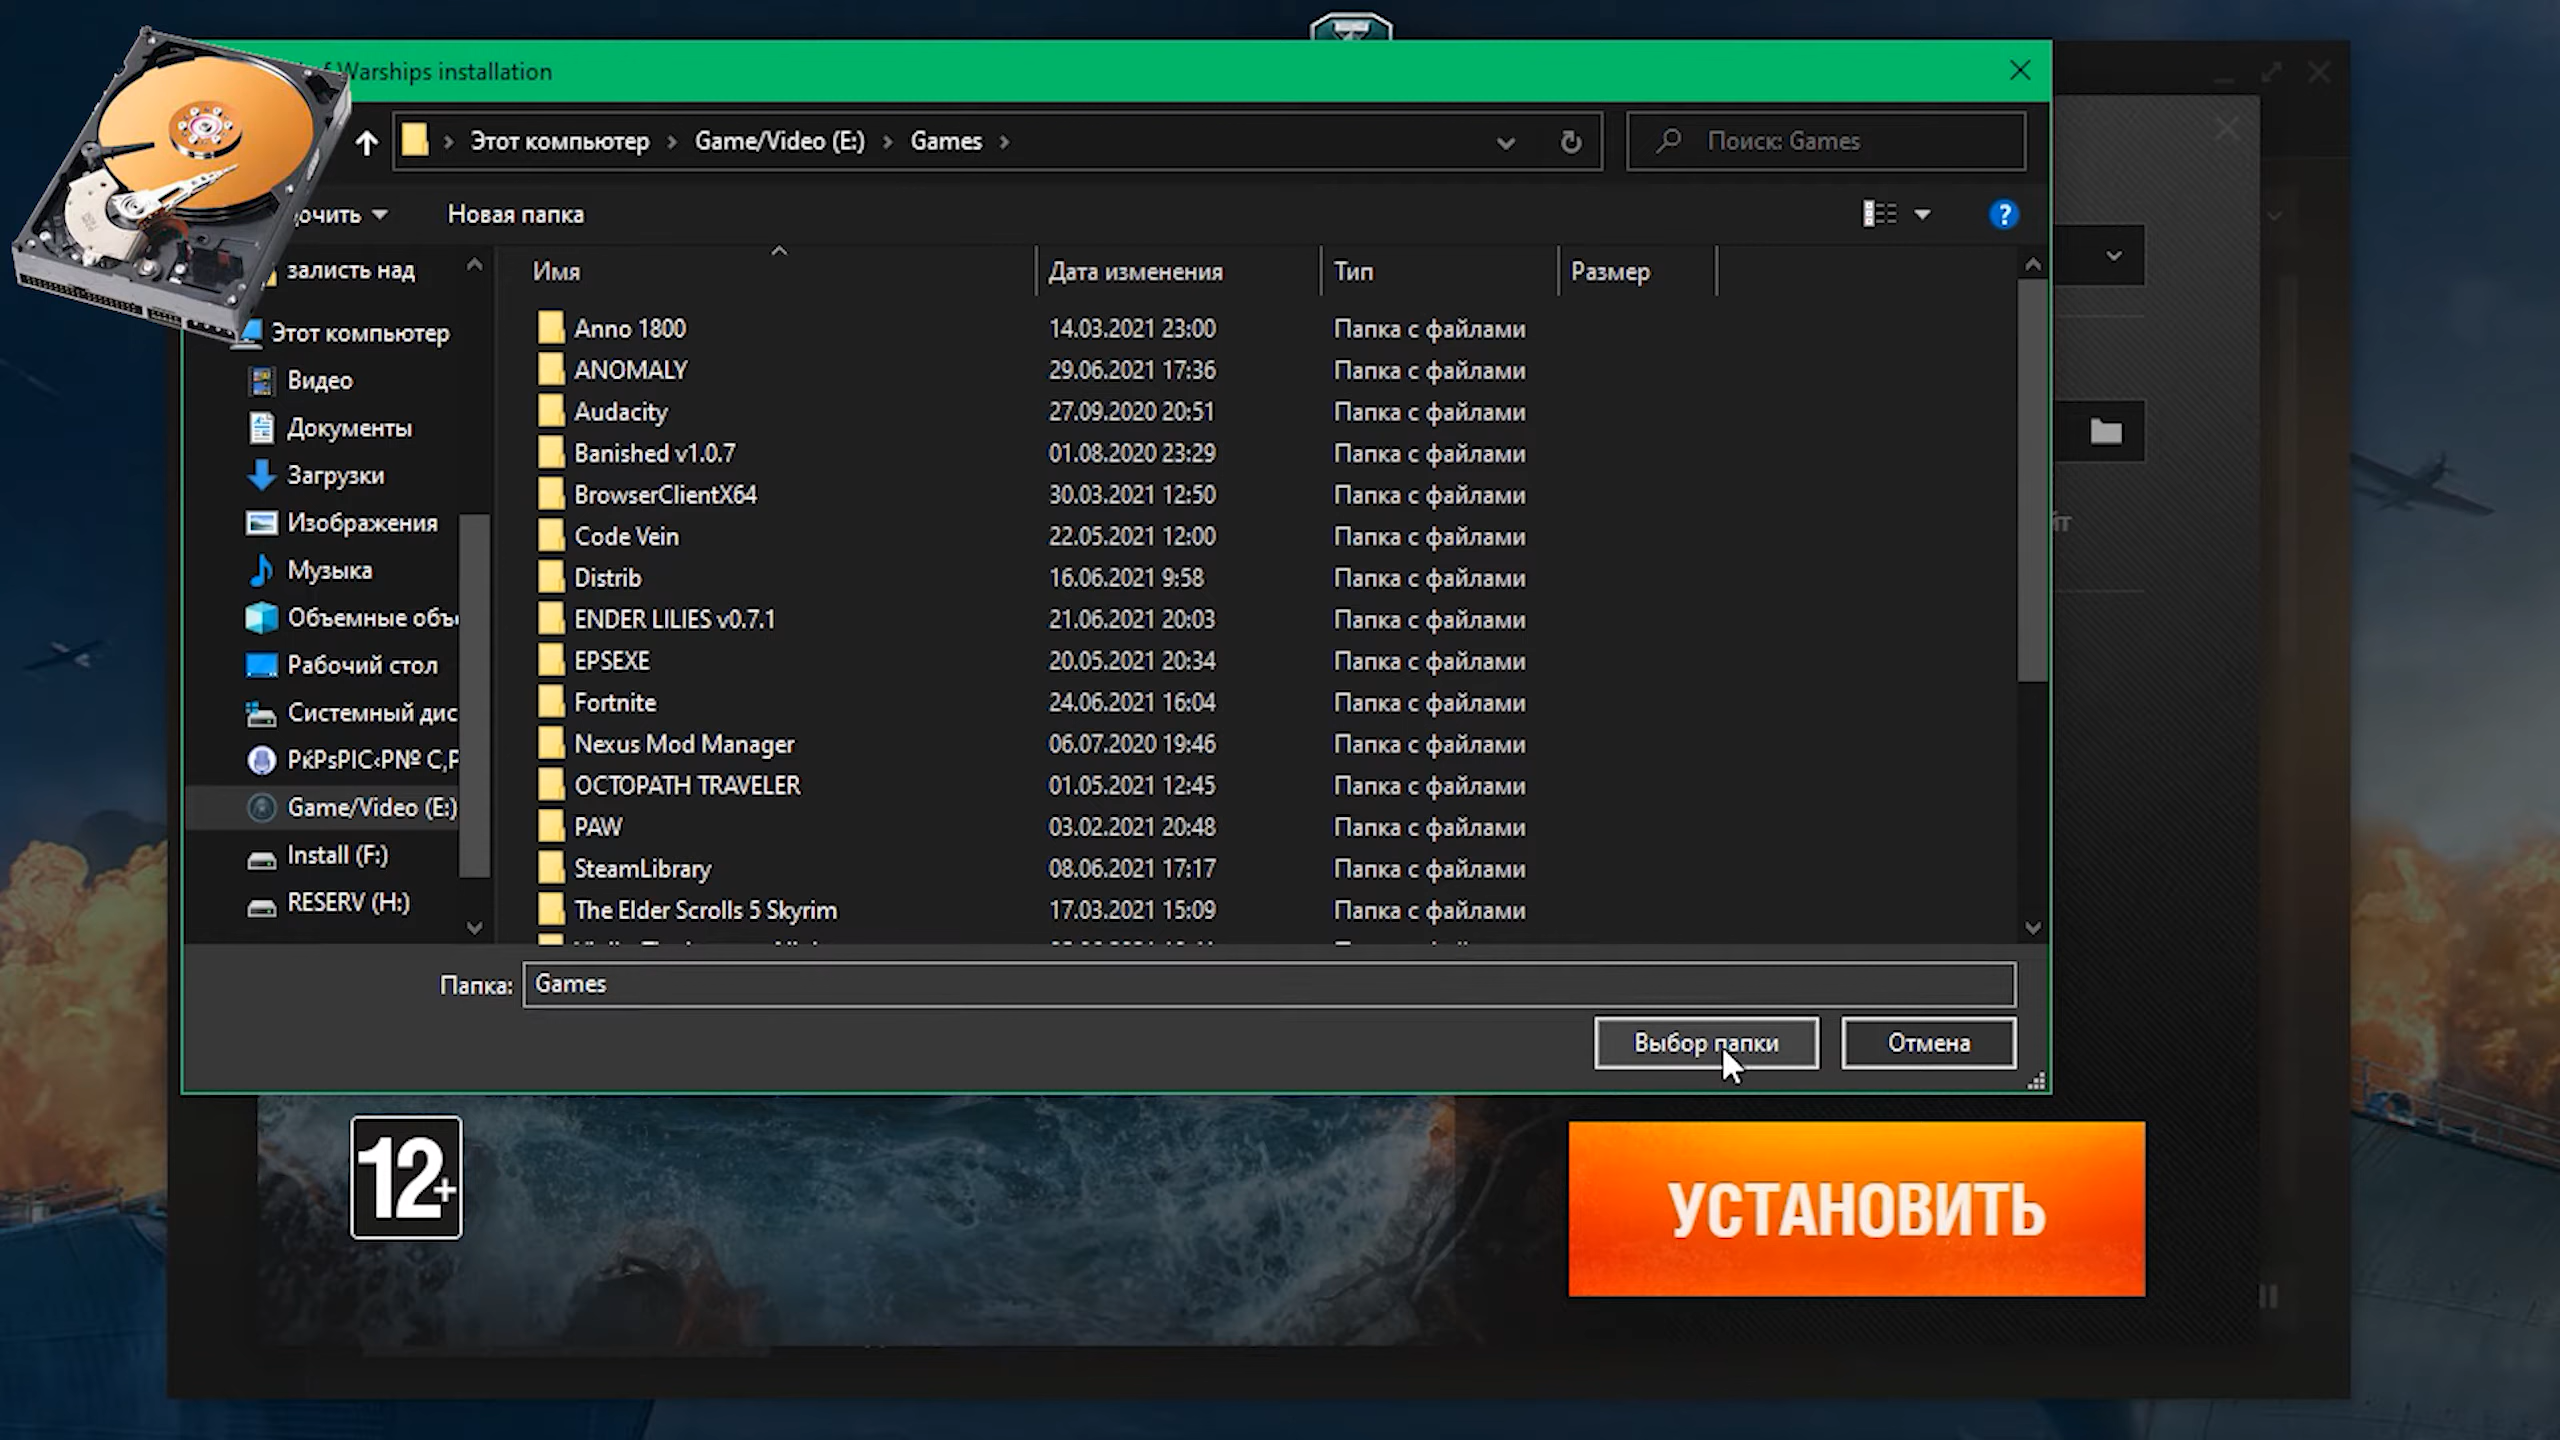 Warships installation
Этот компьютер Game/Video (E:) Games
Поиск: Games
Новая папка
залисть над
Этот компьютер
Видео
Документы
Загрузки
Изображения
Музыка
Объемные объ
Рабочий стол
Системный дис
РќРѕРІС‹Р№ С‚Р
Game/Video (E:)
Install (F:)
RESERV (H:)
Имя Дата изменения Тип Размер
Anno 1800 14.03.2021 23:00 Папка с файлами
ANOMALY 29.06.2021 17:36 Папка с файлами
Audacity 27.09.2020 20:51 Папка с файлами
Banished v1.0.7 01.08.2020 23:29 Папка с файлами
BrowserClientX64 30.03.2021 12:50 Папка с файлами
Code Vein 22.05.2021 12:00 Папка с файлами
Distrib 16.06.2021 9:58 Папка с файлами
ENDER LILIES v0.7.1 21.06.2021 20:03 Папка с файлами
EPSEXE 20.05.2021 20:34 Папка с файлами
Fortnite 24.06.2021 16:04 Папка с файлами
Nexus Mod Manager 06.07.2020 19:46 Папка с файлами
OCTOPATH TRAVELER 01.05.2021 12:45 Папка с файлами
PAW 03.02.2021 20:48 Папка с файлами
SteamLibrary 08.06.2021 17:17 Папка с файлами
The Elder Scrolls 5 Skyrim 17.03.2021 15:09 Папка с файлами
Папка: Games
Выбор папки Отмена
12+
УСТАНОВИТЬ